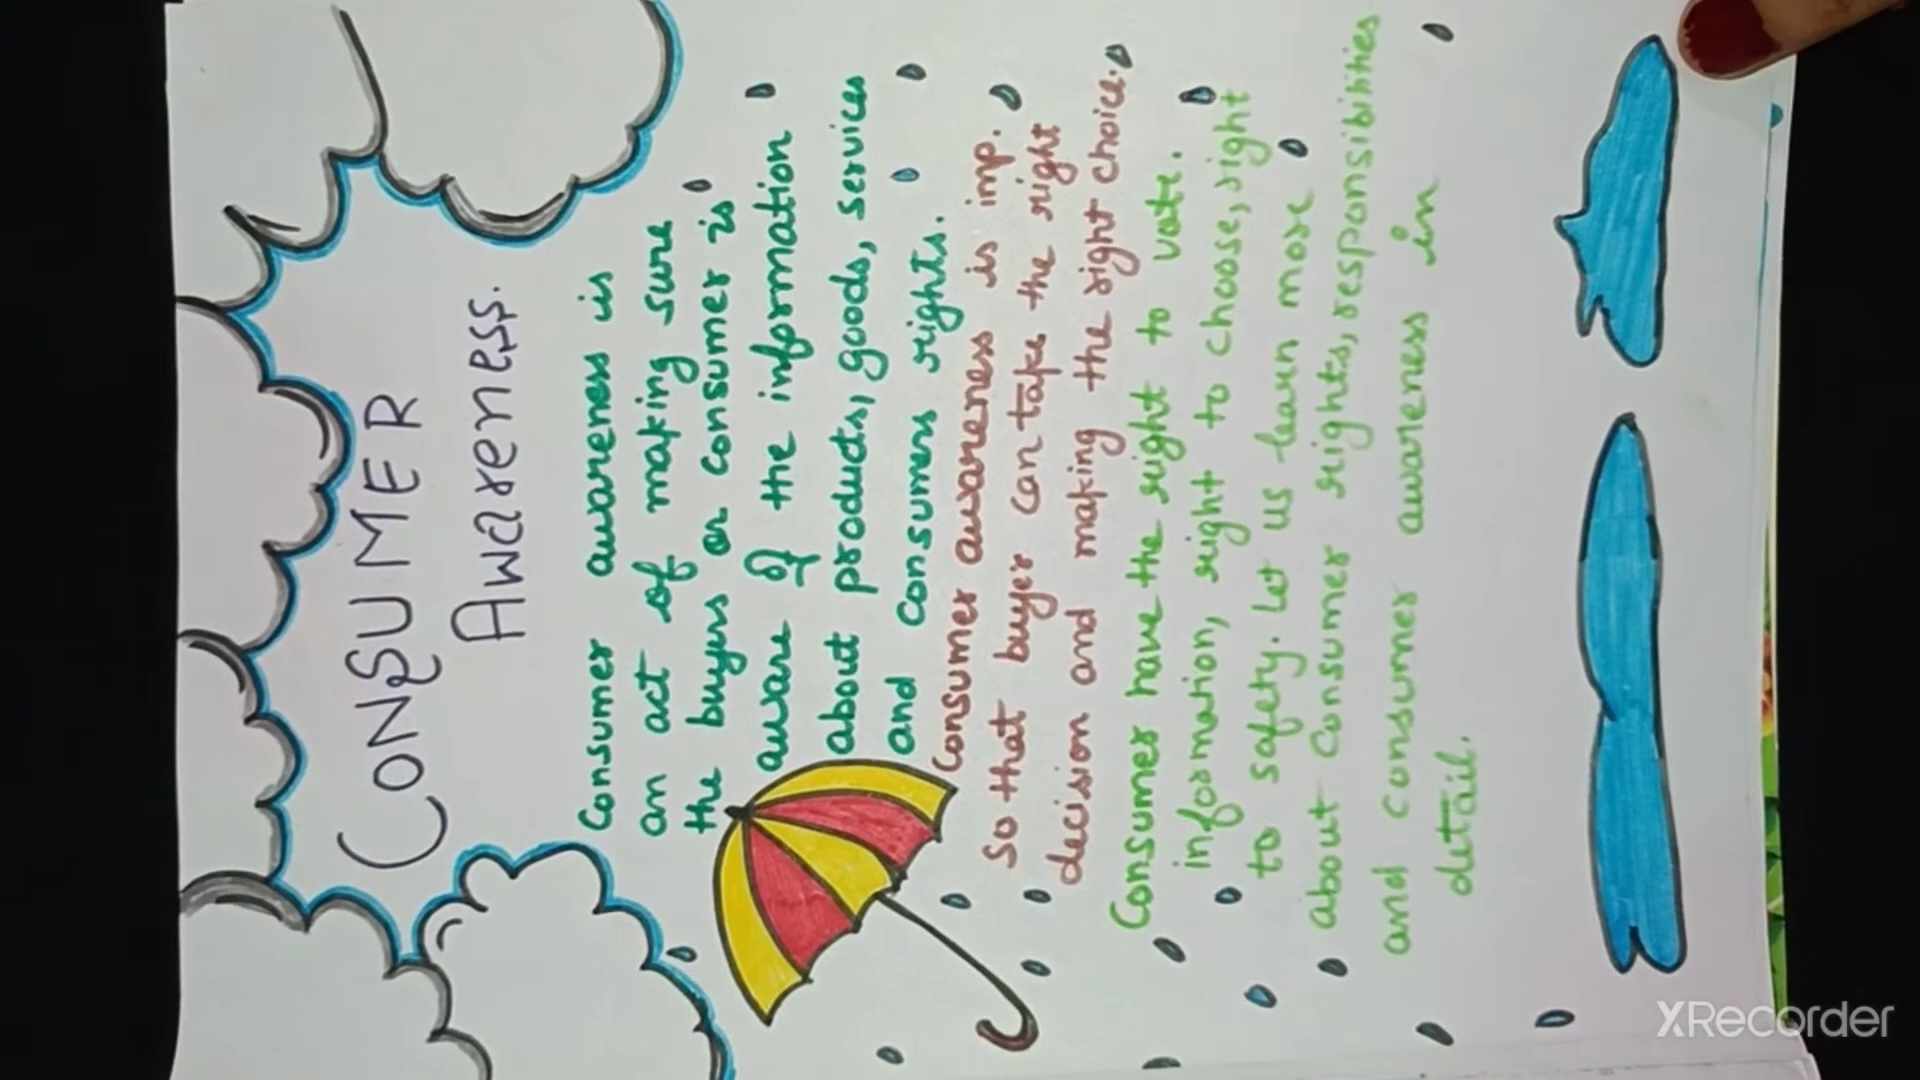 CONSUMER
Awareness.
Consumer awareness is
an act of making sure
the buyers or consumer is
aware of the information
about products, goods, services
and consumers rights.
Consumer awareness is imp.
so that buyer can take the right
decision and making the right choice.
Consumer have the right to vote.
information, right to choose, right
to safety. Let us learn more
about consumer rights, responsibilities
and consumer awareness in
detail.
XRecorder